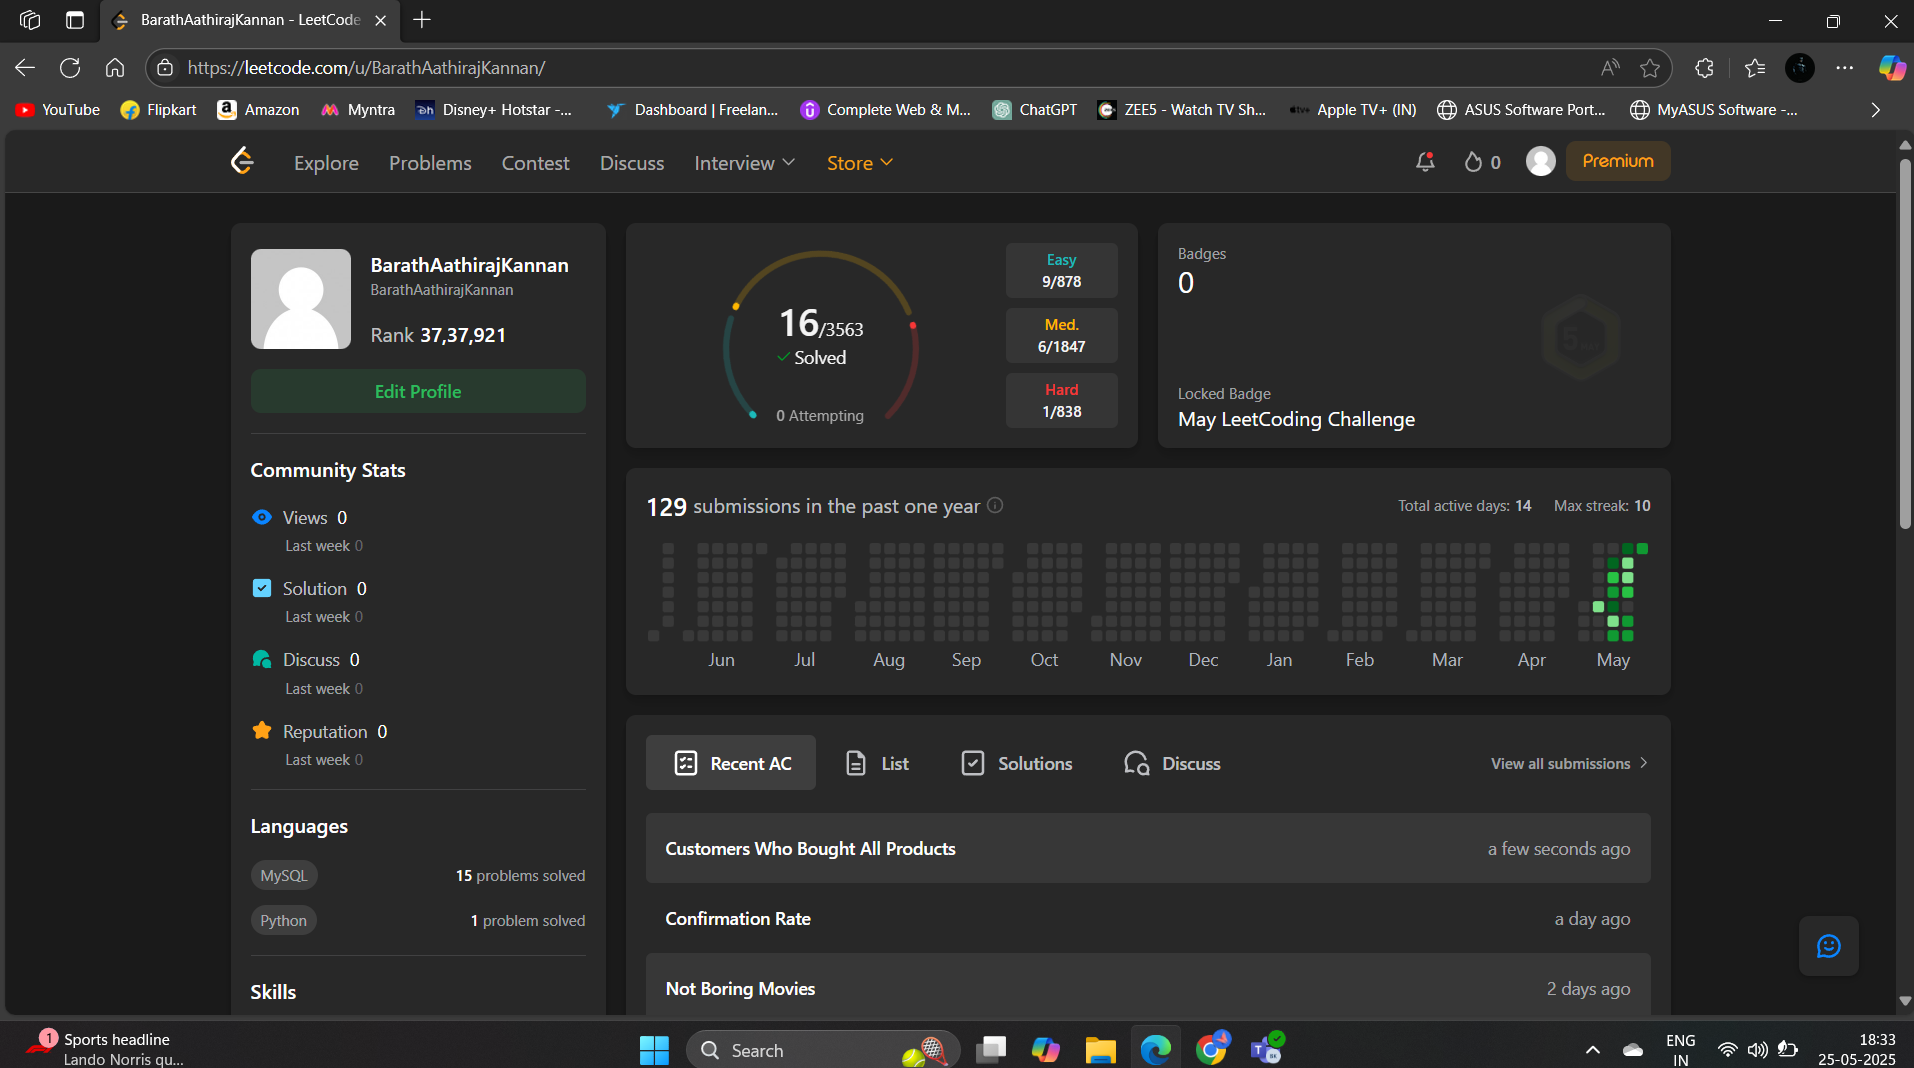 BarathAathirajKannan - LeetCode
https://leetcode.com/u/BarathAathirajKannan/
YouTube
Flipkart
Amazon
Myntra
Disney+ Hotstar -...
Dashboard | Freelan...
Complete Web & M...
ChatGPT
ZEE5 - Watch TV Sh...
Apple TV+ (IN)
ASUS Software Port...
MyASUS Software -...
Explore
Problems
Contest
Discuss
Interview
Store
0
Premium
BarathAathirajKannan
BarathAathirajKannan
Rank 37,37,921
Edit Profile
Community Stats
Views 0
Last week 0
Solution 0
Last week 0
Discuss 0
Last week 0
Reputation 0
Last week 0
Languages
MySQL
15 problems solved
Python
1 problem solved
Skills
16/3563
Solved
0 Attempting
Easy
9/878
Med.
6/1847
Hard
1/838
Badges
0
Locked Badge
May LeetCoding Challenge
129 submissions in the past one year
Total active days: 14
Max streak: 10
Jun
Jul
Aug
Sep
Oct
Nov
Dec
Jan
Feb
Mar
Apr
May
Recent AC
List
Solutions
Discuss
View all submissions
Customers Who Bought All Products
a few seconds ago
Confirmation Rate
a day ago
Not Boring Movies
2 days ago
1
Sports headline
Lando Norris qu...
Search
ENG
IN
18:33
25-05-2025